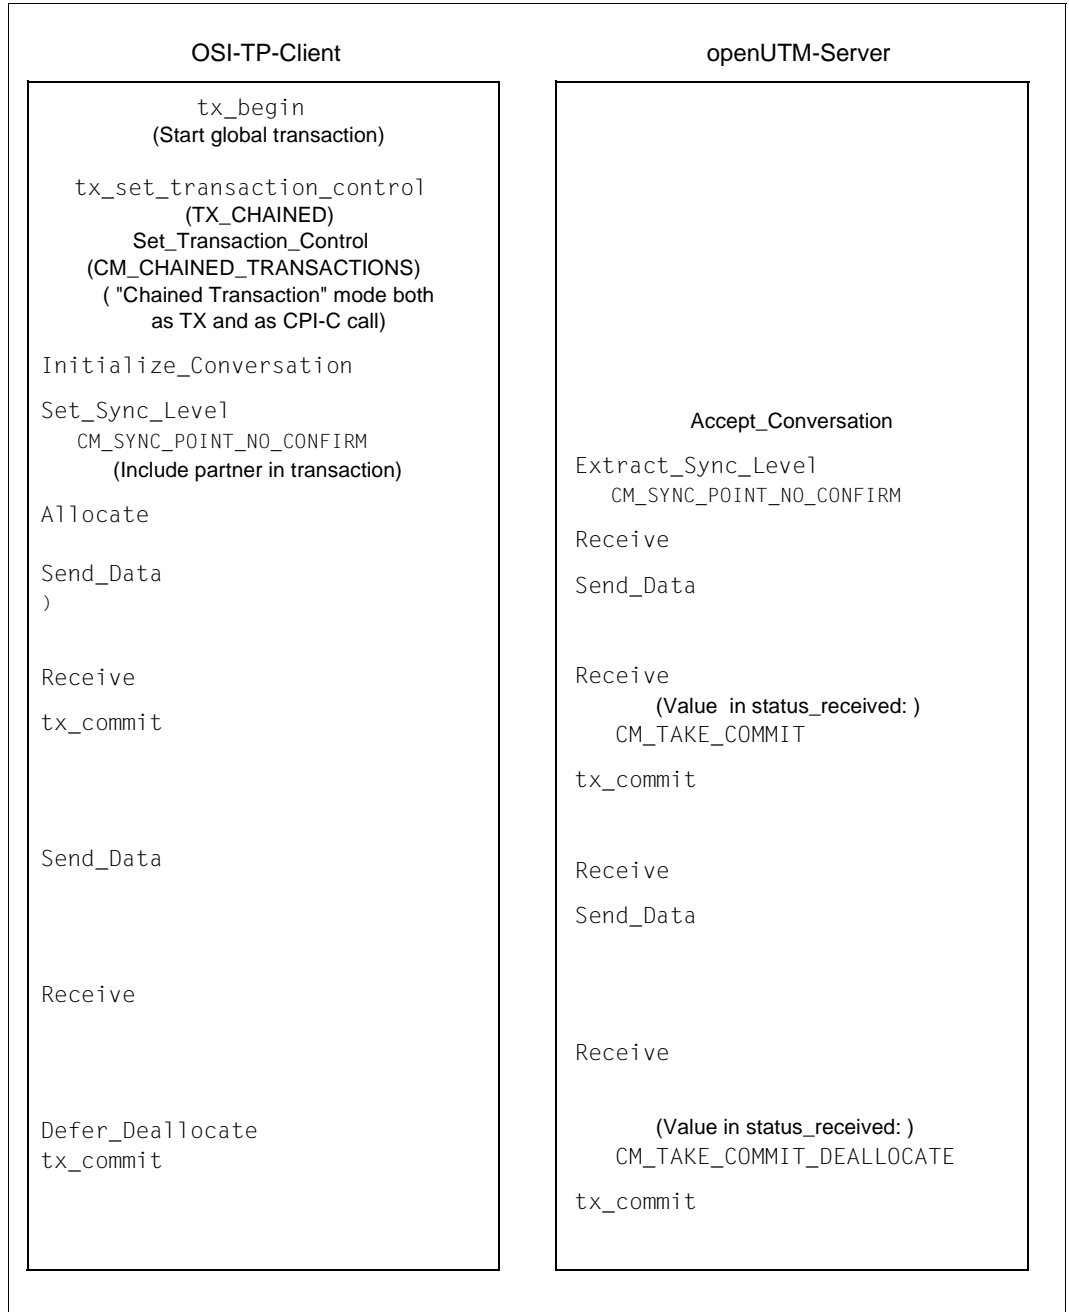 OSI-TP-Client
tx_begin
(Start global transaction)
tx_set_transaction_control
(TX_CHAINED)
Set_Transaction_Control
(CM_CHAINED_TRANSACTIONS)
( "Chained Transaction" mode both
as TX and as CPI-C call)
Initialize_Conversation
Set_Sync_Level
CM_SYNC_POINT_NO_CONFIRM
(Include partner in transaction)
Allocate
Send_Data
)
Receive
tx_commit
Send_Data
Receive
Defer_Deallocate
tx_commit
openUTM-Server
Accept_Conversation
Extract_Sync_Level
CM_SYNC_POINT_NO_CONFIRM
Receive
Send_Data
Receive
(Value in status_received: )
CM_TAKE_COMMIT
tx_commit
Receive
Send_Data
Receive
(Value in status_received: )
CM_TAKE_COMMIT_DEALLOCATE
tx_commit